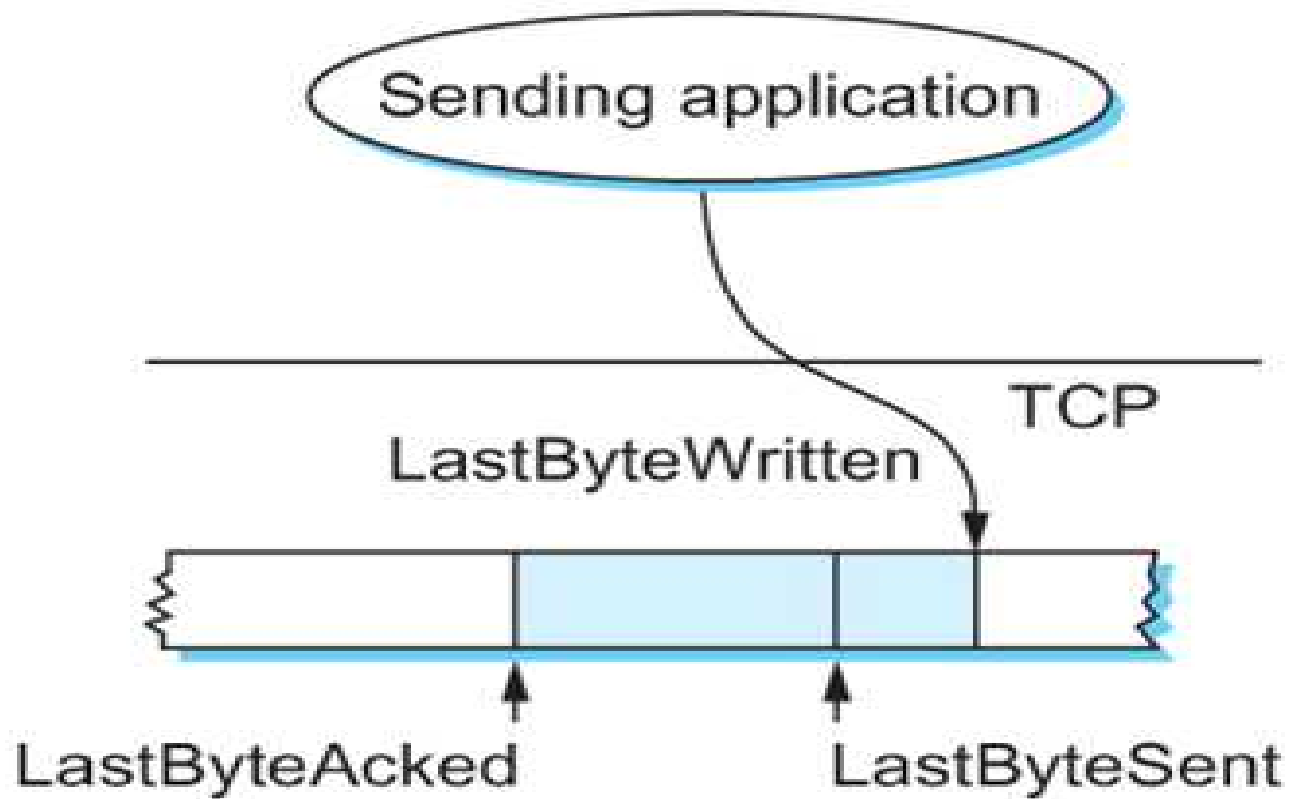 Sending application
TCP
LastByteWritten
LastByteAcked
LastByteSent